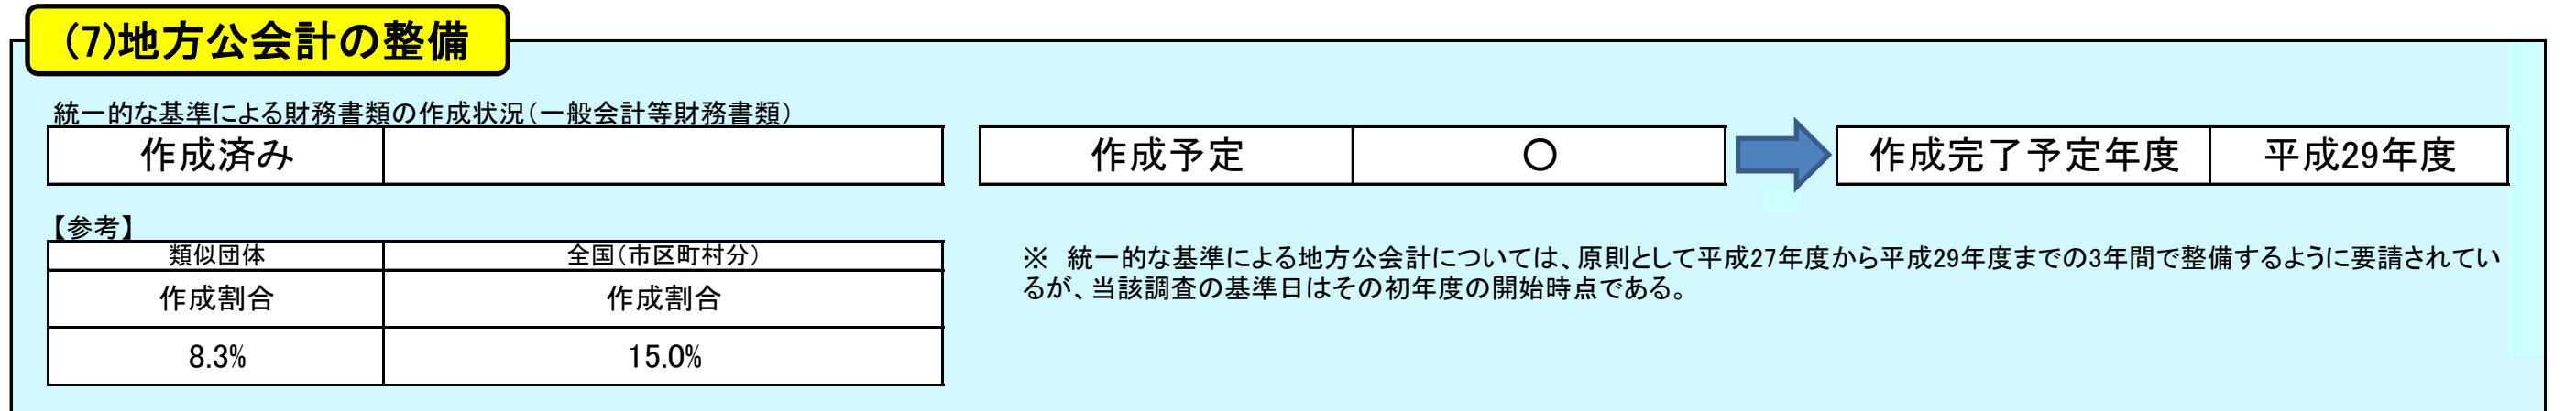 (7)地方公会計の整備
統一的な基準による財務書類の作成状況(一般会計等財務書類)
作成済み 作成予定 ○ 作成完了予定年度 平成29年度
【参考】
類似団体 全国(市区町村分)
作成割合 作成割合
8.3% 15.0%
※ 統一的な基準による地方公会計については、原則として平成27年度から平成29年度までの3年間で整備するように要請されてい
るが、当該調査の基準日はその初年度の開始時点である。